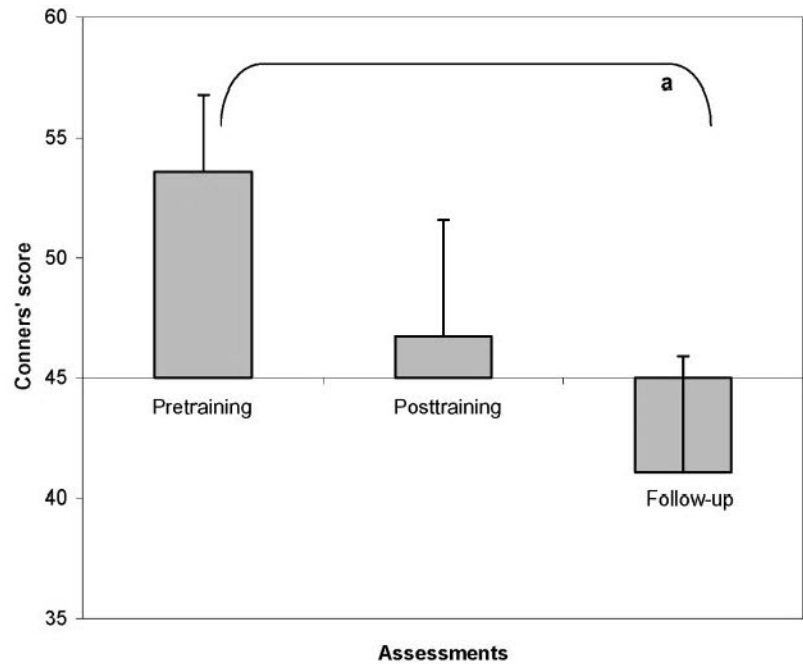 60
a
55
50
Conners' score
45
Pretraining
Posttraining
Follow-up
40
35
Assessments